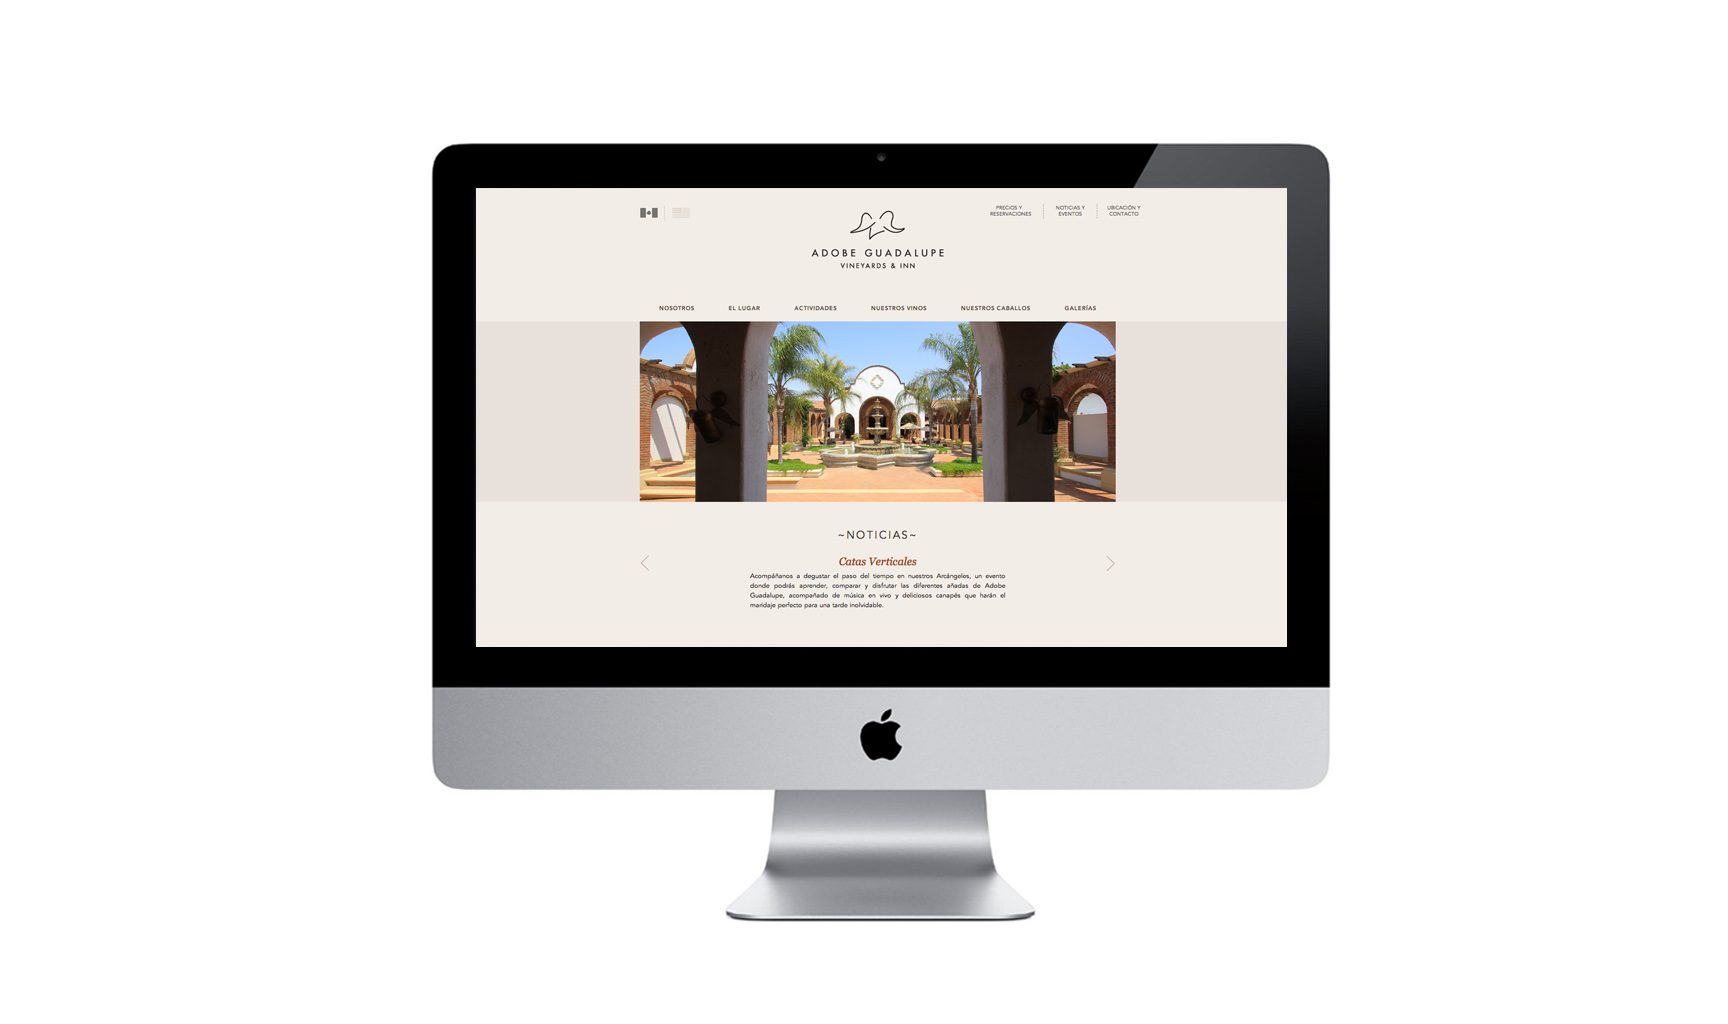 PRECIOS Y
RESERVACIONES
NOTICIAS Y
EVENTOS
UBICACIÓN Y
CONTACTO
ADOBE GUADALUPE
VINEYARDS & INN
NOSOTROS
EL LUGAR
ACTIVIDADES
NUESTROS VINOS
NUESTROS CABALLOS
GALERÍAS
~NOTICIAS~
Catas Verticales
Acompáñanos a degustar el paso del tiempo en nuestros Arcángeles, un evento
donde podrás aprender, comparar y disfrutar las diferentes añadas de Adobe
Guadalupe, acompañado de música en vivo y deliciosos canapés que harán el
maridaje perfecto para una tarde inolvidable.